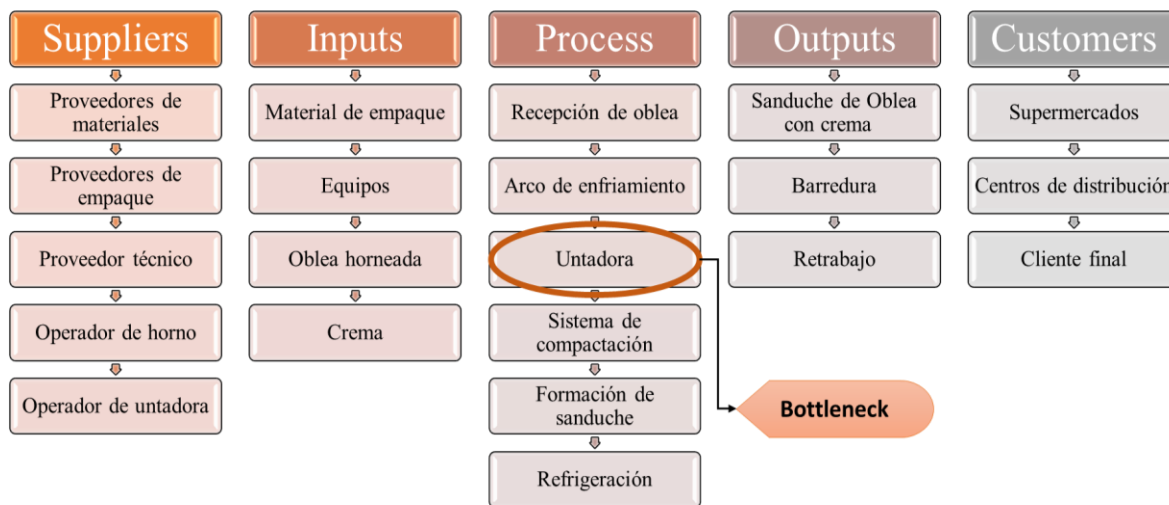 Suppliers
Proveedores de
materiales
Proveedores de
empaque
Proveedor técnico
Operador de horno
Operador de untadora
Inputs
Material de empaque
Equipos
Oblea horneada
Crema
Process
Recepción de oblea
Arco de enfriamiento
Untadora
Sistema de
compactación
Formación de
sanduche
Refrigeración
Outputs
Sanduche de Oblea
con crema
Barredura
Retrabajo
Bottleneck
Customers
Supermercados
Centros de distribución
Cliente final